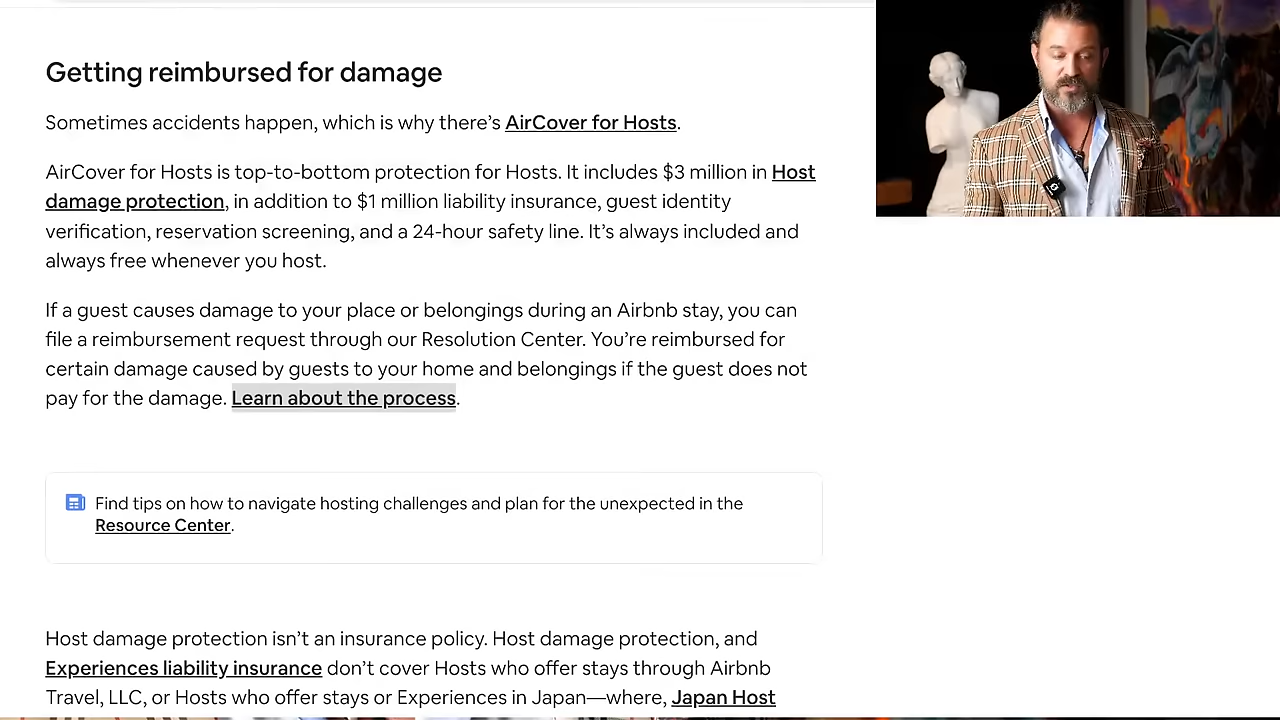 Getting reimbursed for damage
Sometimes accidents happen, which is why there’s AirCover for Hosts.
AirCover for Hosts is top-to-bottom protection for Hosts. It includes $3 million in Host
damage protection, in addition to $1 million liability insurance, guest identity
verification, reservation screening, and a 24-hour safety line. It’s always included and
always free whenever you host.
If a guest causes damage to your place or belongings during an Airbnb stay, you can
file a reimbursement request through our Resolution Center. You’re reimbursed for
certain damage caused by guests to your home and belongings if the guest does not
pay for the damage. Learn about the process.
Find tips on how to navigate hosting challenges and plan for the unexpected in the
Resource Center.
Host damage protection isn’t an insurance policy. Host damage protection, and
Experiences liability insurance don’t cover Hosts who offer stays through Airbnb
Travel, LLC, or Hosts who offer stays or Experiences in Japan—where, Japan Host